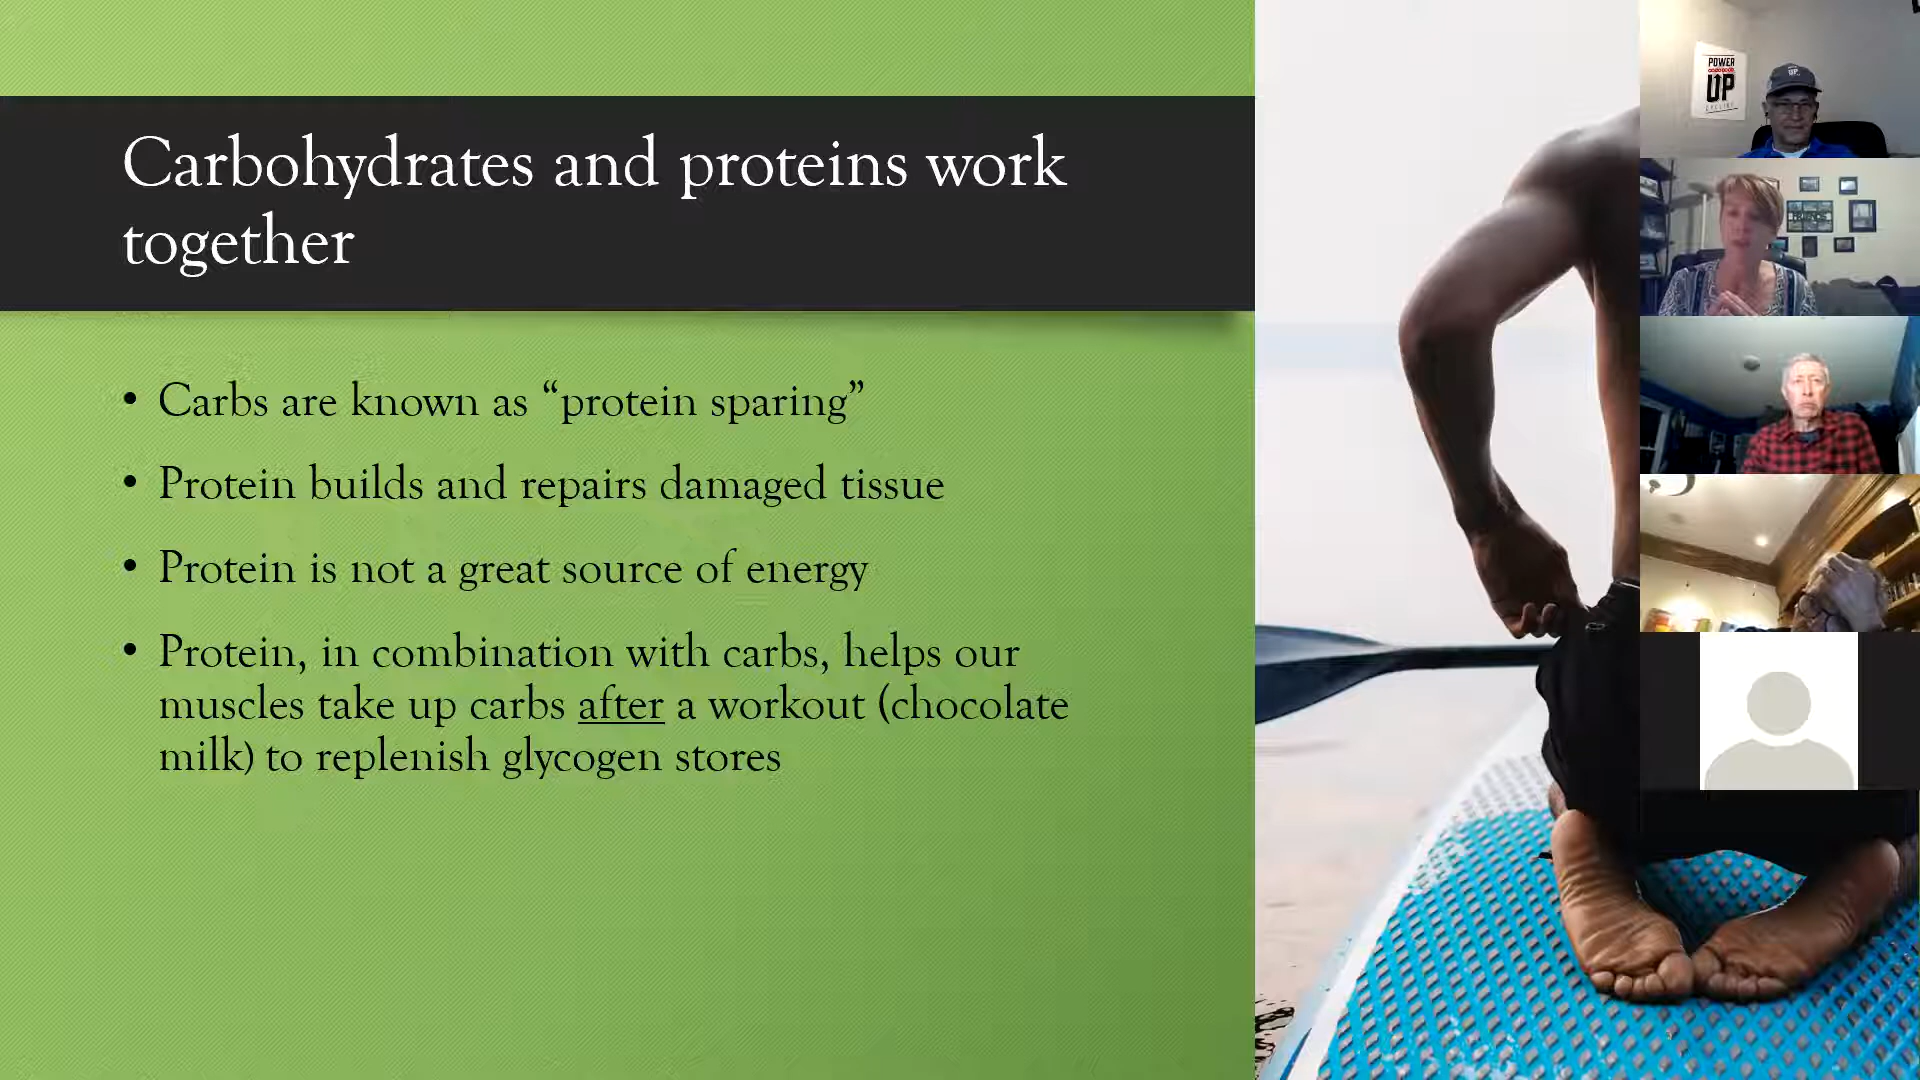 Carbohydrates and proteins work
together
• Carbs are known as “protein sparing”
• Protein builds and repairs damaged tissue
• Protein is not a great source of energy
• Protein, in combination with carbs, helps our
muscles take up carbs after a workout (chocolate
milk) to replenish glycogen stores
POWER
UP
UP